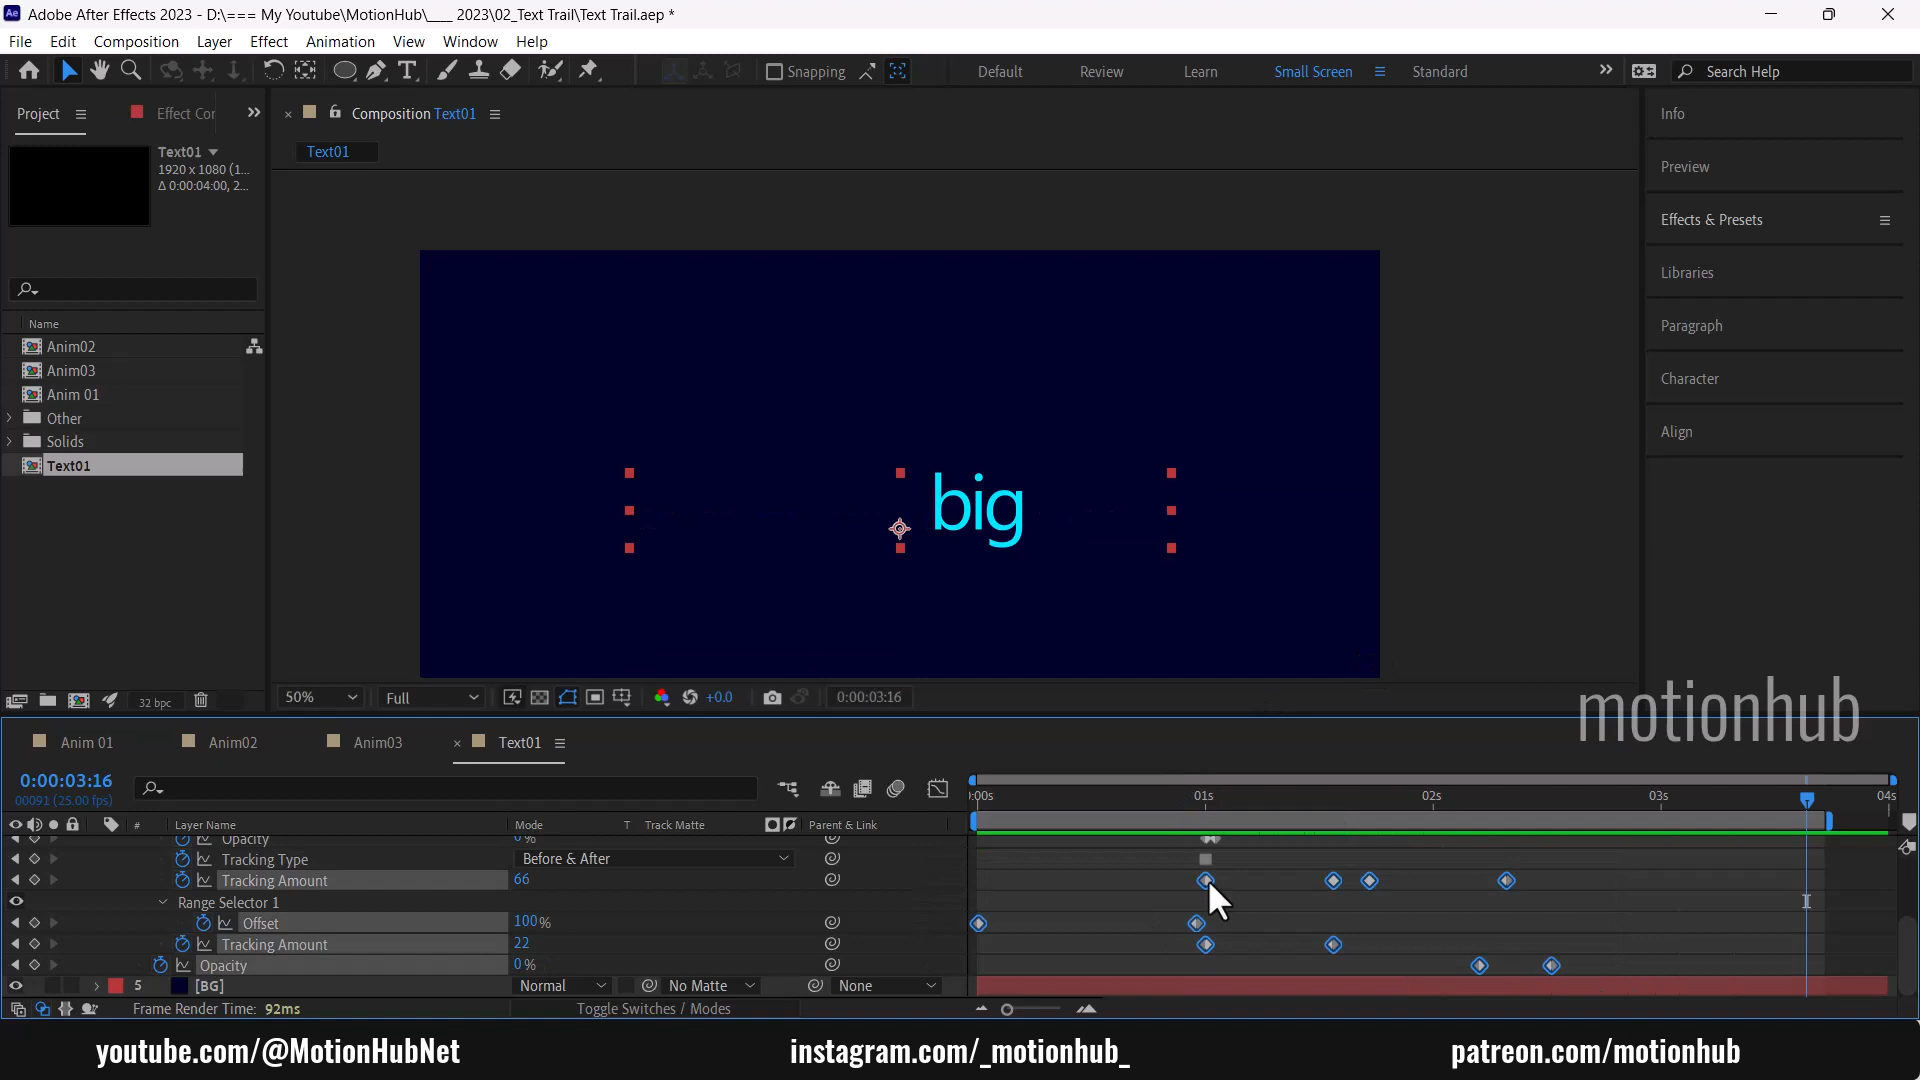 Adobe After Effects 2023 - D:\=== My Youtube\MotionHub\____ 2023\02_Text Trail\Text Trail.aep *
File Edit Composition Layer Effect Animation View Window Help
Snapping Default Review Learn Small Screen Standard Search Help
Project Effect Cor
Text01
1920 x 1080 (1...
Δ 0:00:04:00, 2...
Name
Anim02
Anim03
Anim 01
Other
Solids
Text01
32 bpc
Composition Text01
Text01
big
50% Full +0.0 0:00:03:16
Info
Preview
Effects & Presets
Libraries
Paragraph
Character
Align
motionhub
Anim 01 Anim02 Anim03 Text01
0:00:03:16
00091 (25.00 fps)
):00s 01s 02s 03s 04s
# Layer Name Mode T Track Matte Parent & Link
Opacity 0 %
Tracking Type Before & After
Tracking Amount 66
Range Selector 1
Offset 100 %
Tracking Amount 22
Opacity 0 %
5 [BG] Normal No Matte None
Frame Render Time: 92ms Toggle Switches / Modes
youtube.com/@MotionHubNet instagram.com/_motionhub_ patreon.com/motionhub